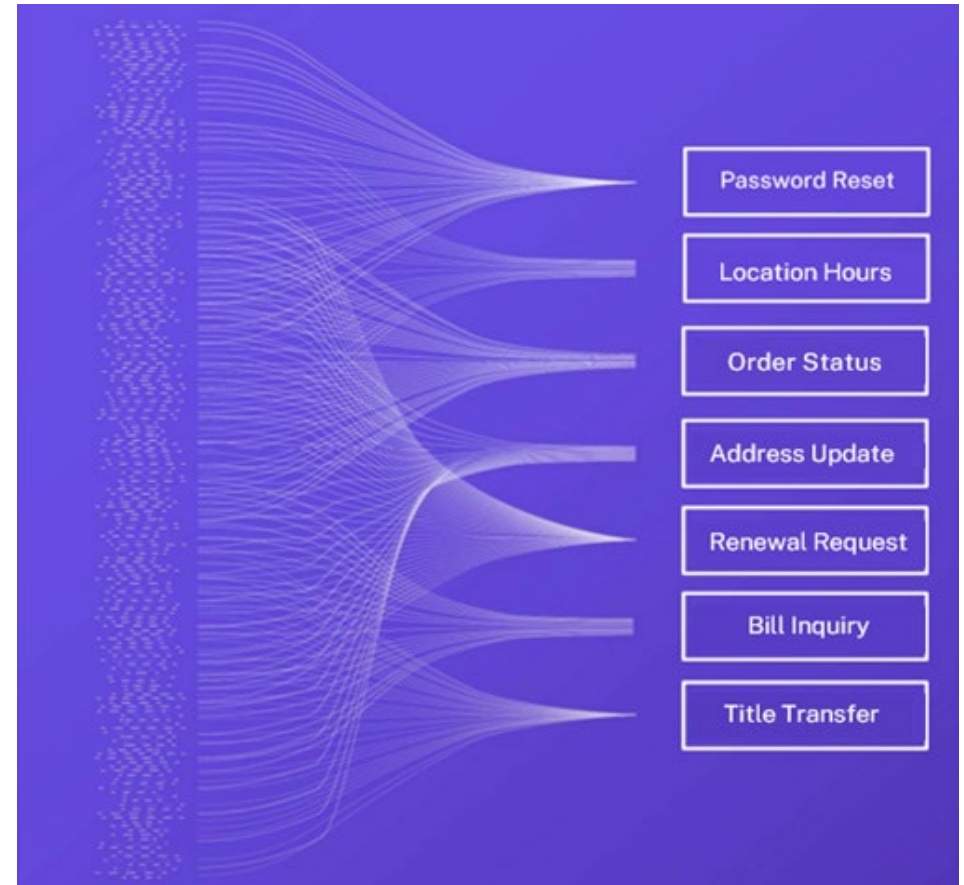 Password Reset
Location Hours
Order Status
Address Update
Renewal Request
Bill Inquiry
Title Transfer